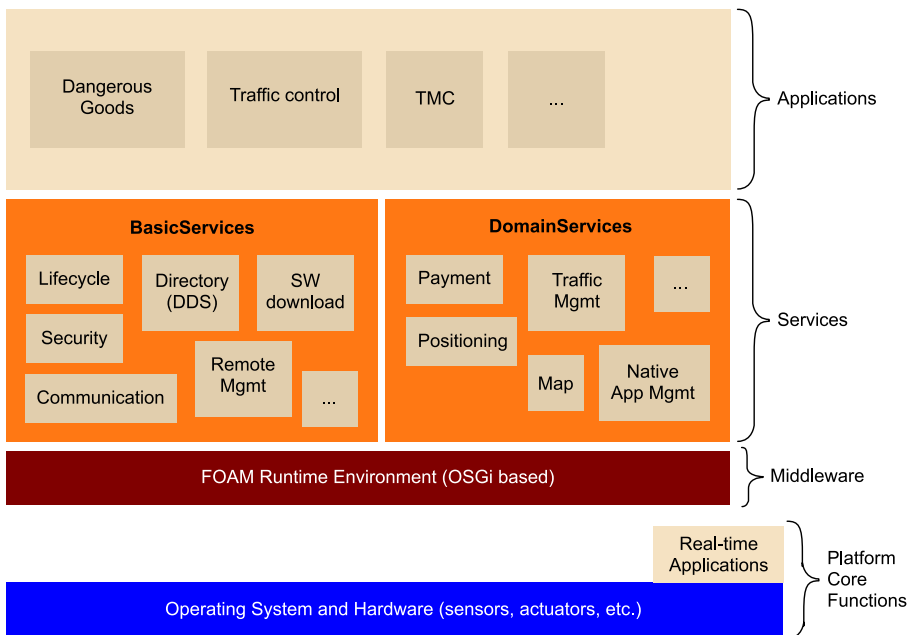 Dangerous
Goods
Traffic control
TMC
...
Applications
BasicServices
Lifecycle
Directory
(DDS)
SW
download
Security
Remote
Mgmt
Communication
...
DomainServices
Payment
Traffic
Mgmt
...
Positioning
Map
Native
App Mgmt
Services
FOAM Runtime Environment (OSGi based)
Middleware
Real-time
Applications
Operating System and Hardware (sensors, actuators, etc.)
Platform
Core
Functions